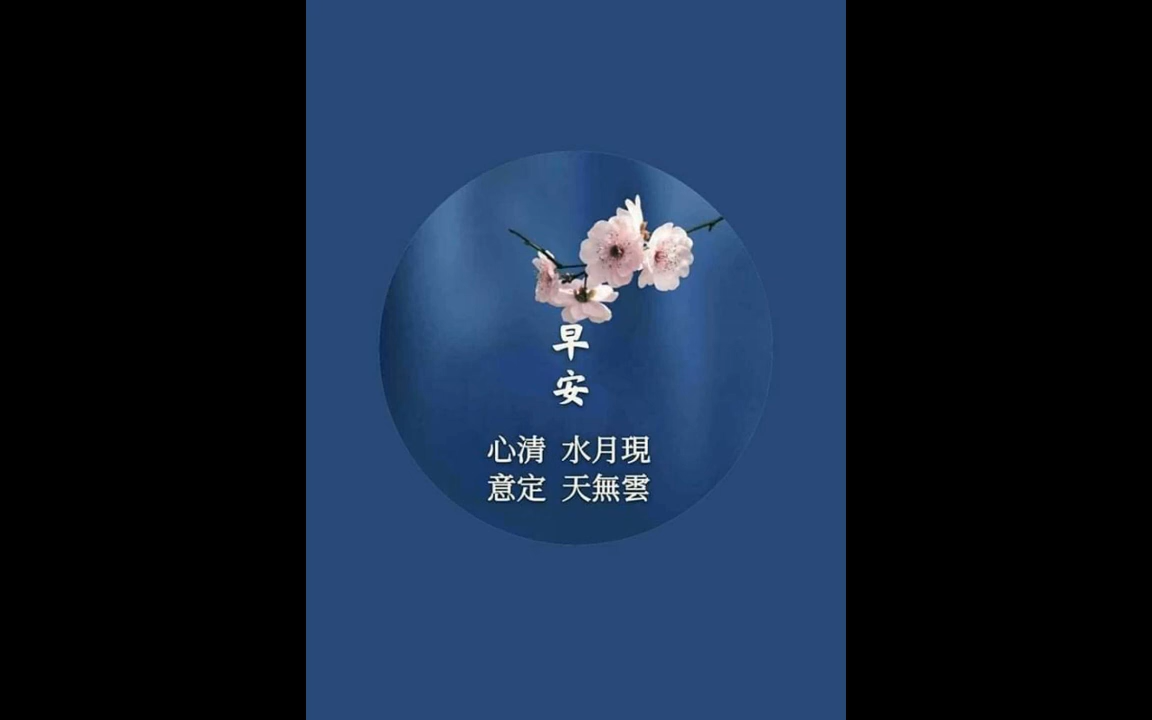 早安
心清 水月現
意定 天無雲